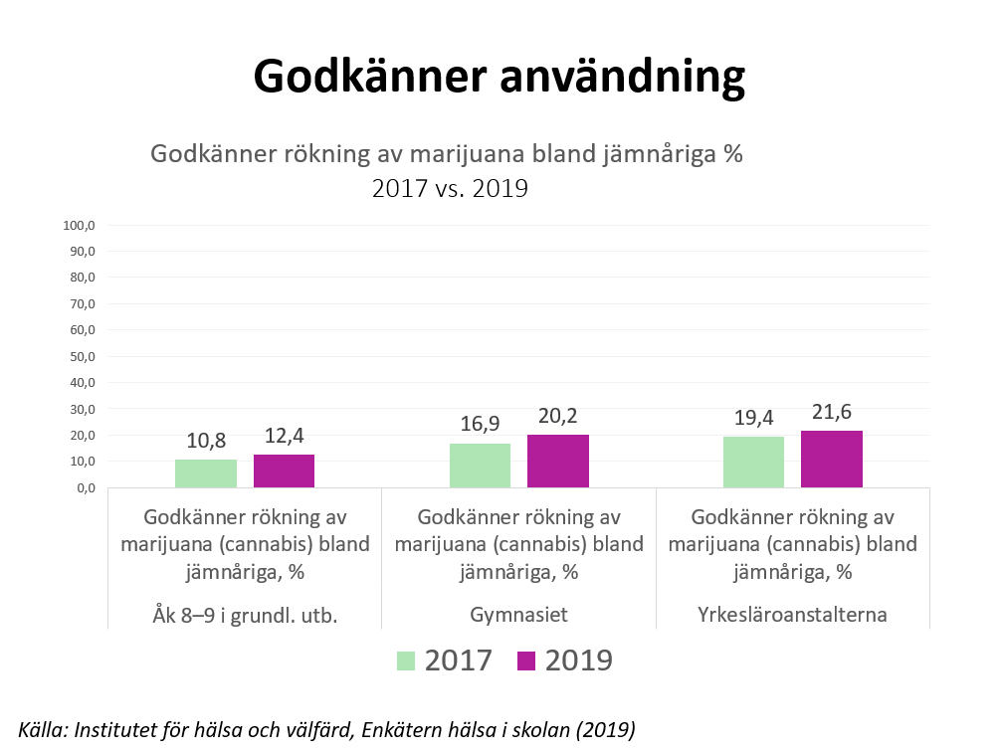 Godkänner användning
Godkänner rökning av marijuana bland jämnåriga %
2017 vs. 2019
100,0
90,0
80,0
70,0
60,0
50,0
40,0
30,0
20,0
10,0
0,0
10,8
12,4
16,9
20,2
19,4
21,6
Godkänner rökning av
marijuana (cannabis) bland
jämnåriga, %
Åk 8–9 i grundl. utb.
Godkänner rökning av
marijuana (cannabis) bland
jämnåriga, %
Gymnasiet
Godkänner rökning av
marijuana (cannabis) bland
jämnåriga, %
Yrkesläroanstalterna
2017
2019
Källa: Institutet för hälsa och välfärd, Enkätern hälsa i skolan (2019)